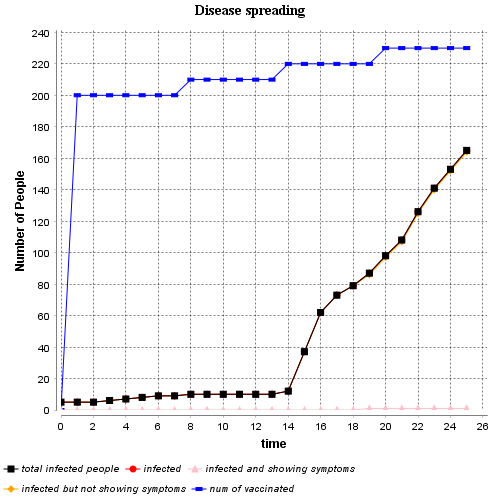 Disease spreading
Number of People
240
220
200
180
160
140
120
100
80
60
40
20
0
0 2 4 6 8 10 12 14 16 18 20 22 24 26
time
total infected people infected infected and showing symptoms
infected but not showing symptoms num of vaccinated